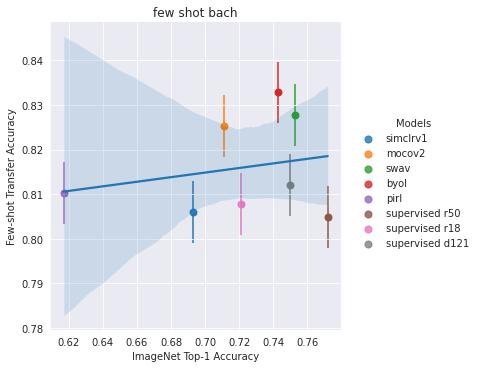 few shot bach
0.84
0.83
0.82
0.81
0.80
0.79
0.78
Few-shot Transfer Accuracy
0.62 0.64 0.66 0.68 0.70 0.72 0.74 0.76
ImageNet Top-1 Accuracy
Models
simclrv1
mocov2
swav
byol
pirl
supervised r50
supervised r18
supervised d121